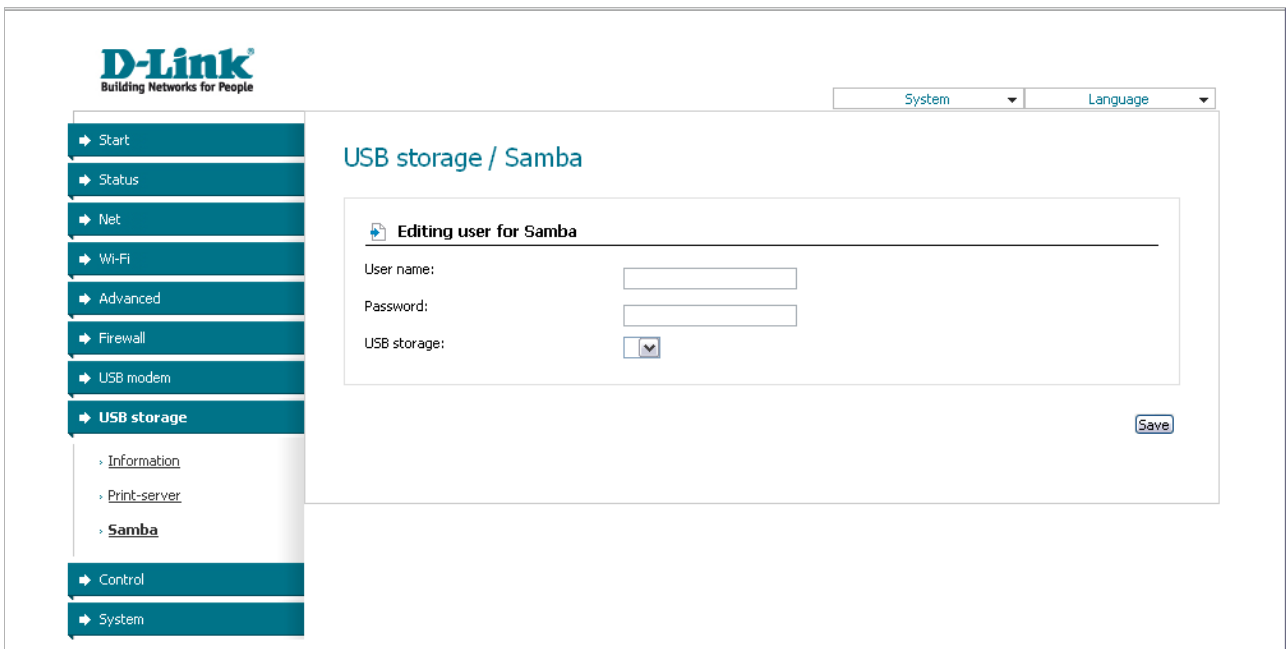 D-Link
Building Networks for People
System
Language
Start
Status
Net
Wi-Fi
Advanced
Firewall
USB modem
USB storage
Information
Print-server
Samba
Control
System
USB storage / Samba
Editing user for Samba
User name:
Password:
USB storage:
Save